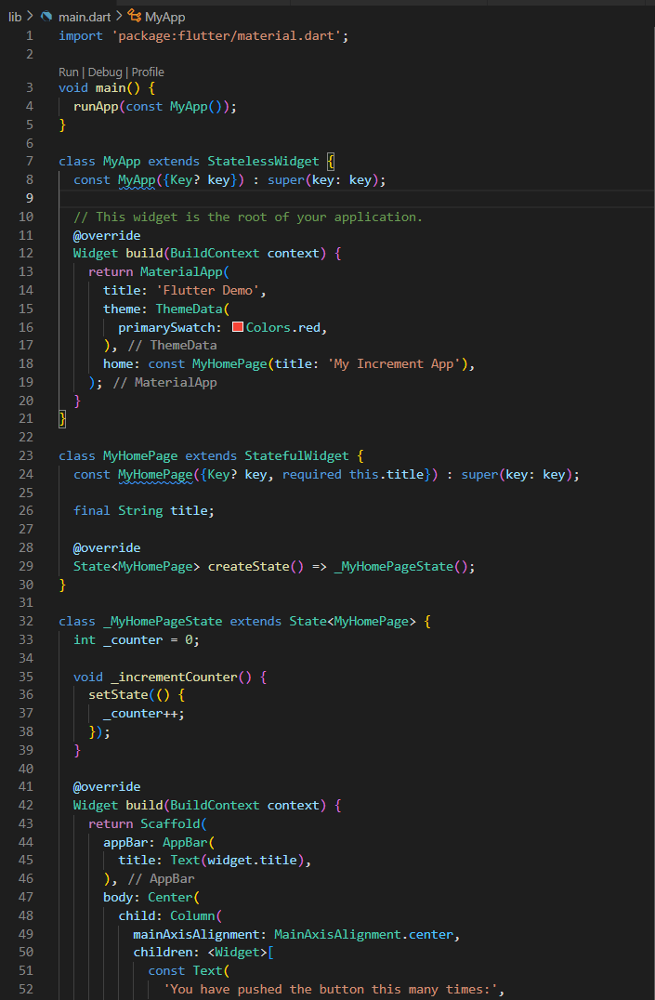 lib > main.dart > MyApp
1 import 'package:flutter/material.dart';
2
Run | Debug | Profile
3 void main() {
4   runApp(const MyApp());
5 }
6
7 class MyApp extends StatelessWidget {
8   const MyApp({Key? key}) : super(key: key);
9
10   // This widget is the root of your application.
11   @override
12   Widget build(BuildContext context) {
13     return MaterialApp(
14       title: 'Flutter Demo',
15       theme: ThemeData(
16         primarySwatch: Colors.red,
17       ), // ThemeData
18       home: const MyHomePage(title: 'My Increment App'),
19     ); // MaterialApp
20   }
21 }
22
23 class MyHomePage extends StatefulWidget {
24   const MyHomePage({Key? key, required this.title}) : super(key: key);
25
26   final String title;
27
28   @override
29   State<MyHomePage> createState() => _MyHomePageState();
30 }
31
32 class _MyHomePageState extends State<MyHomePage> {
33   int _counter = 0;
34
35   void _incrementCounter() {
36     setState(() {
37       _counter++;
38     });
39   }
40
41   @override
42   Widget build(BuildContext context) {
43     return Scaffold(
44       appBar: AppBar(
45         title: Text(widget.title),
46       ), // AppBar
47       body: Center(
48         child: Column(
49           mainAxisAlignment: MainAxisAlignment.center,
50           children: <Widget>[
51             const Text(
52               'You have pushed the button this many times:',